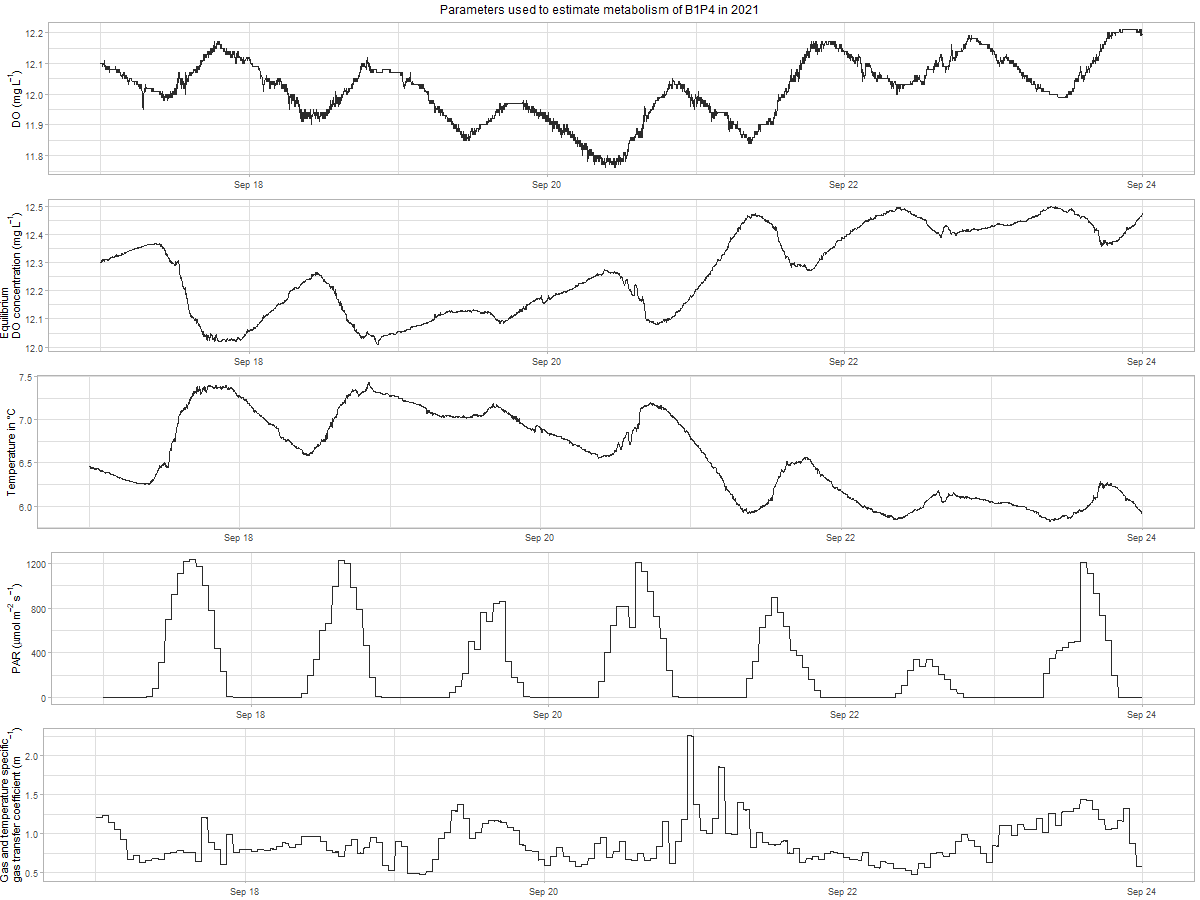 Parameters used to estimate metabolism of B1P4 in 2021
DO (mg L⁻¹)
12.2
12.1
12.0
11.9
11.8
Sep 18 Sep 20 Sep 22 Sep 24
Equilibrium
DO concentration (mg L⁻¹)
12.5
12.4
12.3
12.2
12.1
12.0
Sep 18 Sep 20 Sep 22 Sep 24
Temperature in °C
7.5
7.0
6.5
6.0
Sep 18 Sep 20 Sep 22 Sep 24
PAR (umol m⁻² s⁻¹)
1200
800
400
0
Sep 18 Sep 20 Sep 22 Sep 24
Gas and temperature specific
gas transfer coefficient (m⁻¹)
2.0
1.5
1.0
0.5
Sep 18 Sep 20 Sep 22 Sep 24